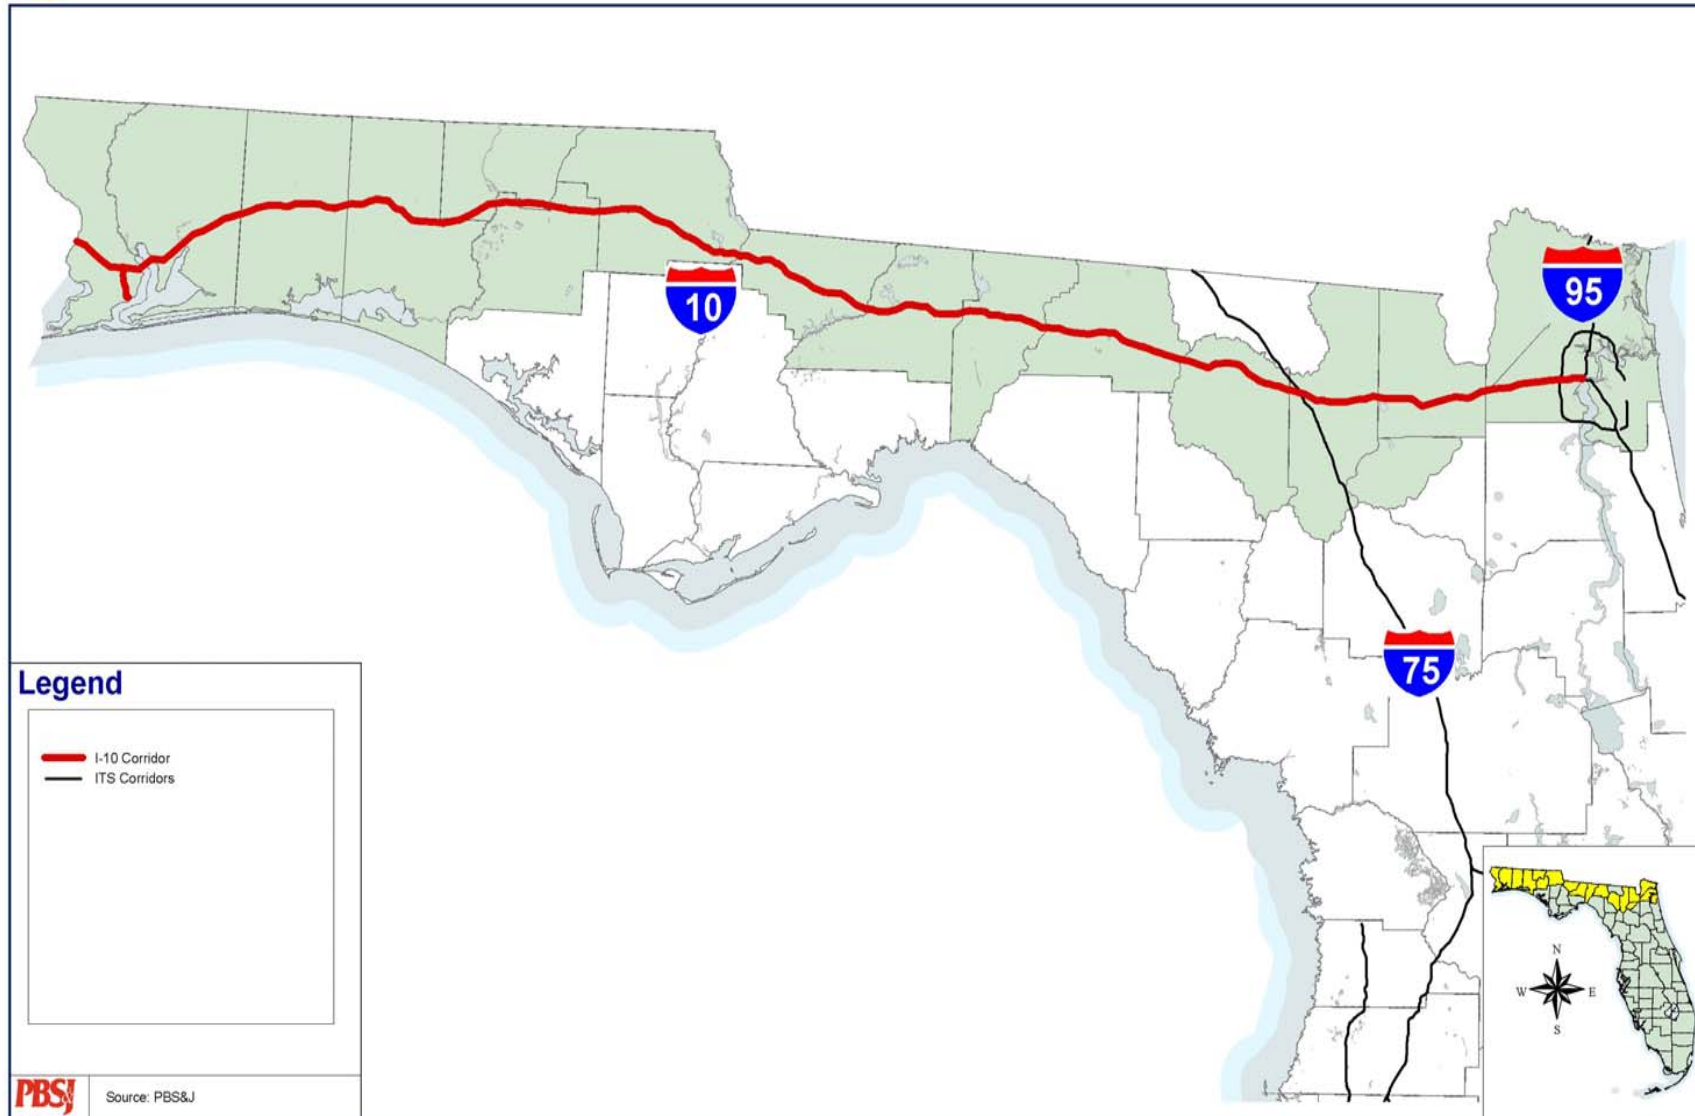 95
10
75
Legend
I-10 Corridor
ITS Corridors
N
W E
S
PBSJ
Source: PBS&J